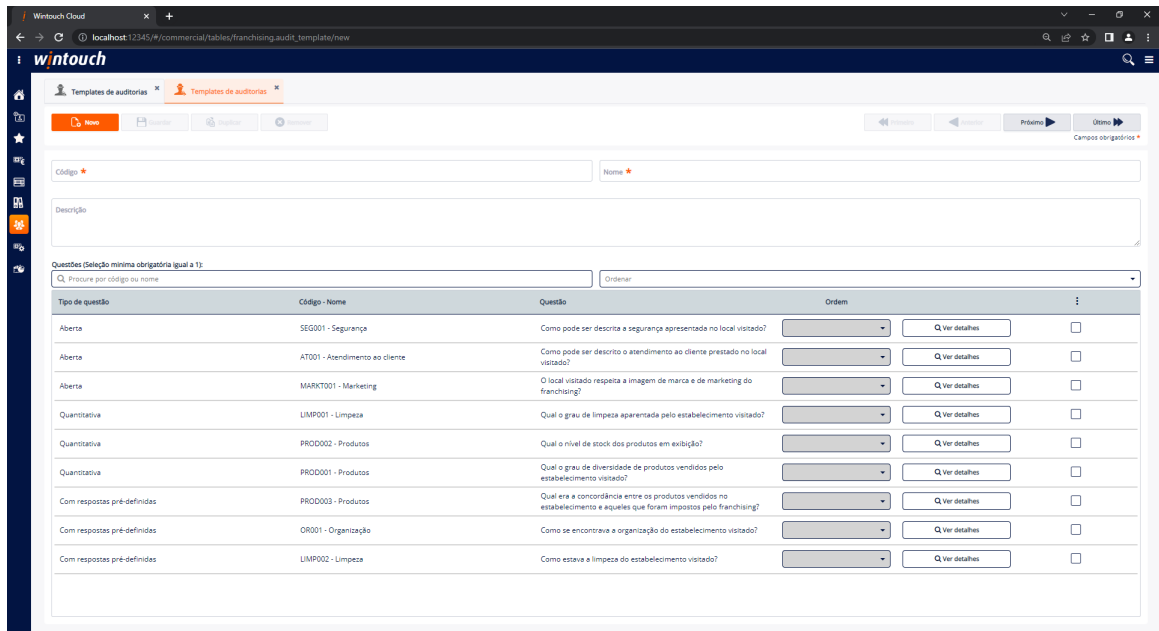 Wintouch Cloud
localhost:12345/#/commercial/tables/franchising.audit_template/new
wintouch
Templates de auditorias
Templates de auditorias
Novo
Guardar
Duplicar
Remover
Primeiro
Anterior
Próximo
Último
Campos obrigatórios *
Código *
Nome *
Descrição
Questões (Seleção mínima obrigatória igual a 1):
Procure por código ou nome
Ordenar
Tipo de questão Código - Nome Questão Ordem
Aberta SEG001 - Segurança Como pode ser descrita a segurança apresentada no local visitado? Ver detalhes
Aberta AT001 - Atendimento ao cliente Como pode ser descrito o atendimento ao cliente prestado no local
visitado? Ver detalhes
Aberta MARKT001 - Marketing O local visitado respeita a imagem de marca e de marketing do
franchising? Ver detalhes
Quantitativa LIMP001 - Limpeza Qual o grau de limpeza aparentada pelo estabelecimento visitado? Ver detalhes
Quantitativa PROD002 - Produtos Qual o nível de stock dos produtos em exibição? Ver detalhes
Quantitativa PROD001 - Produtos Qual o grau de diversidade de produtos vendidos pelo
estabelecimento visitado? Ver detalhes
Com respostas pré-definidas PROD003 - Produtos Qual era a concordância entre os produtos vendidos no
estabelecimento e aqueles que foram impostos pelo franchising? Ver detalhes
Com respostas pré-definidas OR001 - Organização Como se encontrava a organização do estabelecimento visitado? Ver detalhes
Com respostas pré-definidas LIMP002 - Limpeza Como estava a limpeza do estabelecimento visitado? Ver detalhes